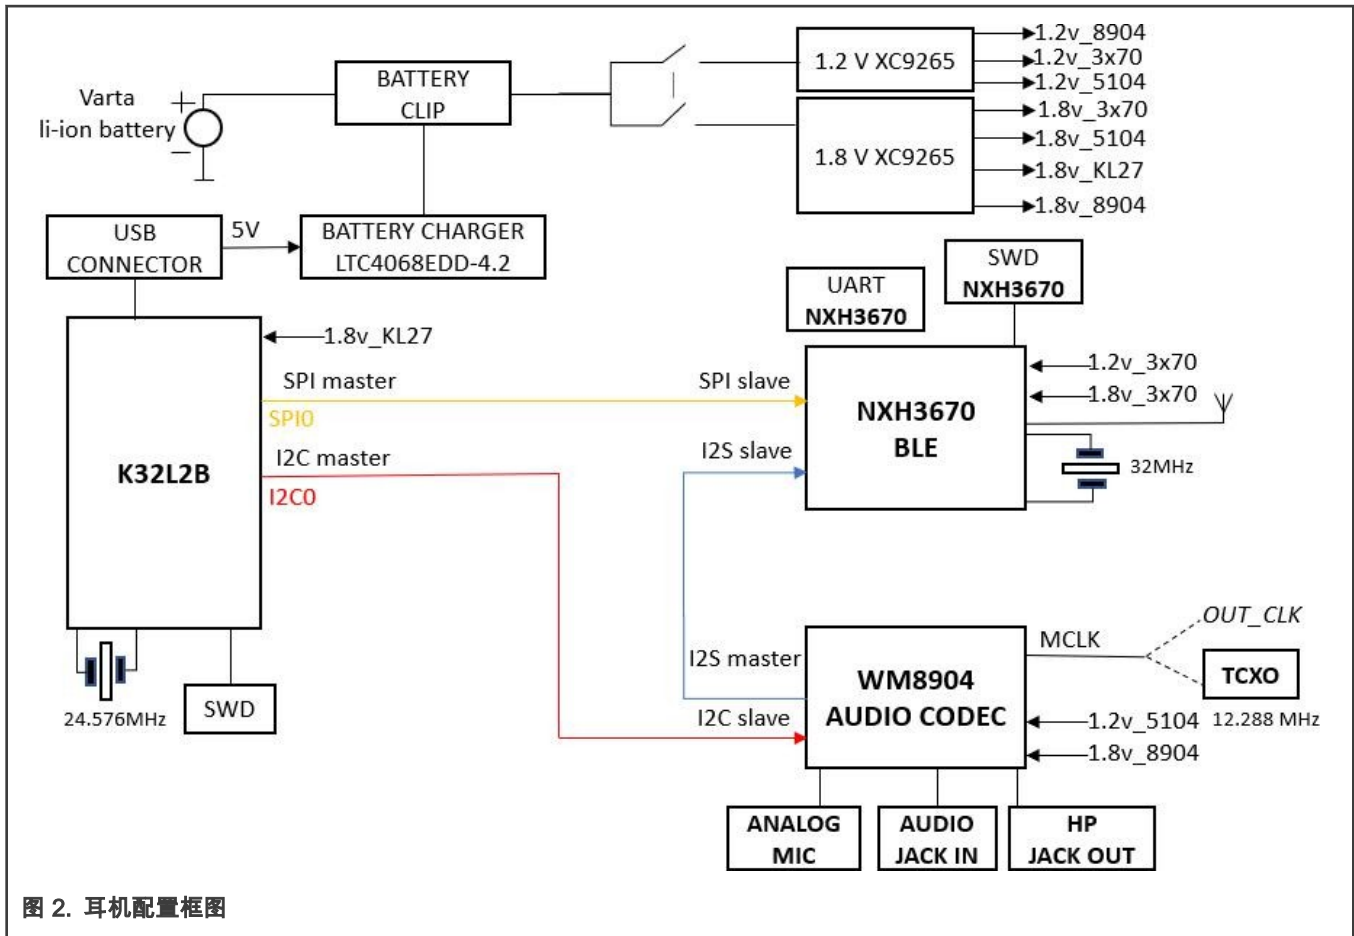 Varta
li-ion battery
+
−
BATTERY
CLIP
1.2 V XC9265
1.2v_8904
1.2v_3x70
1.2v_5104
1.8 V XC9265
1.8v_3x70
1.8v_5104
1.8v_KL27
1.8v_8904
USB
CONNECTOR
5V
BATTERY CHARGER
LTC4068EDD-4.2
UART
NXH3670
SWD
NXH3670
1.8v_KL27
K32L2B
SPI master
SPI0
SPI slave
I2C master
I2C0
I2S slave
NXH3670
BLE
1.2v_3x70
1.8v_3x70
32MHz
24.576MHz
SWD
I2S master
I2C slave
WM8904
AUDIO CODEC
MCLK
OUT_CLK
TCXO
12.288 MHz
1.2v_5104
1.8v_8904
ANALOG
MIC
AUDIO
JACK IN
HP
JACK OUT
图 2. 耳机配置框图